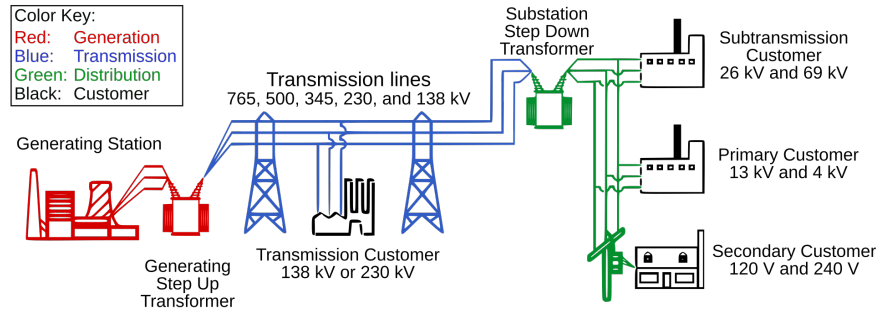 Color Key:
Red: Generation
Blue: Transmission
Green: Distribution
Black: Customer
Generating Station
Generating
Step Up
Transformer
Transmission lines
765, 500, 345, 230, and 138 kV
Transmission Customer
138 kV or 230 kV
Substation
Step Down
Transformer
Subtransmission
Customer
26 kV and 69 kV
Primary Customer
13 kV and 4 kV
Secondary Customer
120 V and 240 V